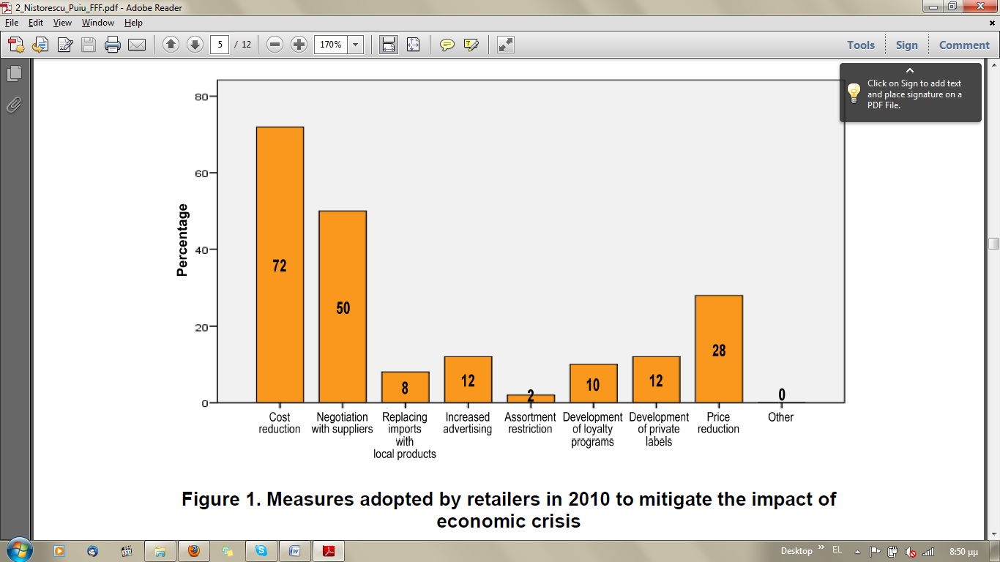 2_Nistorescu_Puiu_FFF.pdf - Adobe Reader
File Edit View Window Help
5 / 12 170% Tools Sign Comment
Click on Sign to add text
and place signature on a
PDF File.
80
60
40
20
0
Percentage
72
50
8
12
2
10
12
28
0
Cost
reduction
Negotiation
with suppliers
Replacing
imports
with
local products
Increased
advertising
Assortment
restriction
Development
of loyalty
programs
Development
of private
labels
Price
reduction
Other
Figure 1. Measures adopted by retailers in 2010 to mitigate the impact of
economic crisis
Desktop » EL 8:50 μμ